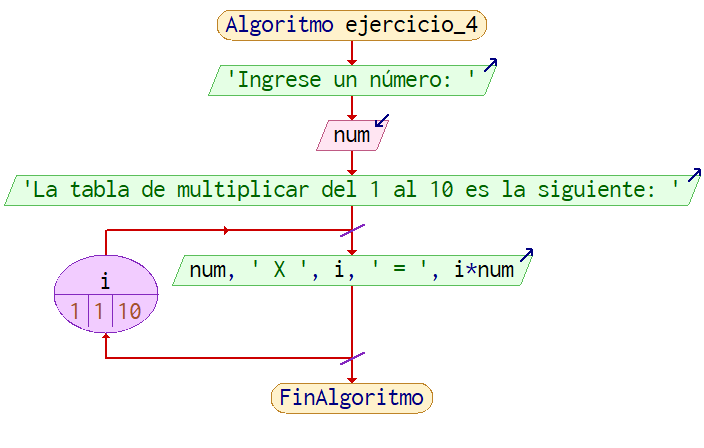 Algoritmo ejercicio_4
'Ingrese un número: '
num
'La tabla de multiplicar del 1 al 10 es la siguiente: '
i
1 1 10
num, ' X ', i, ' = ', i*num
FinAlgoritmo